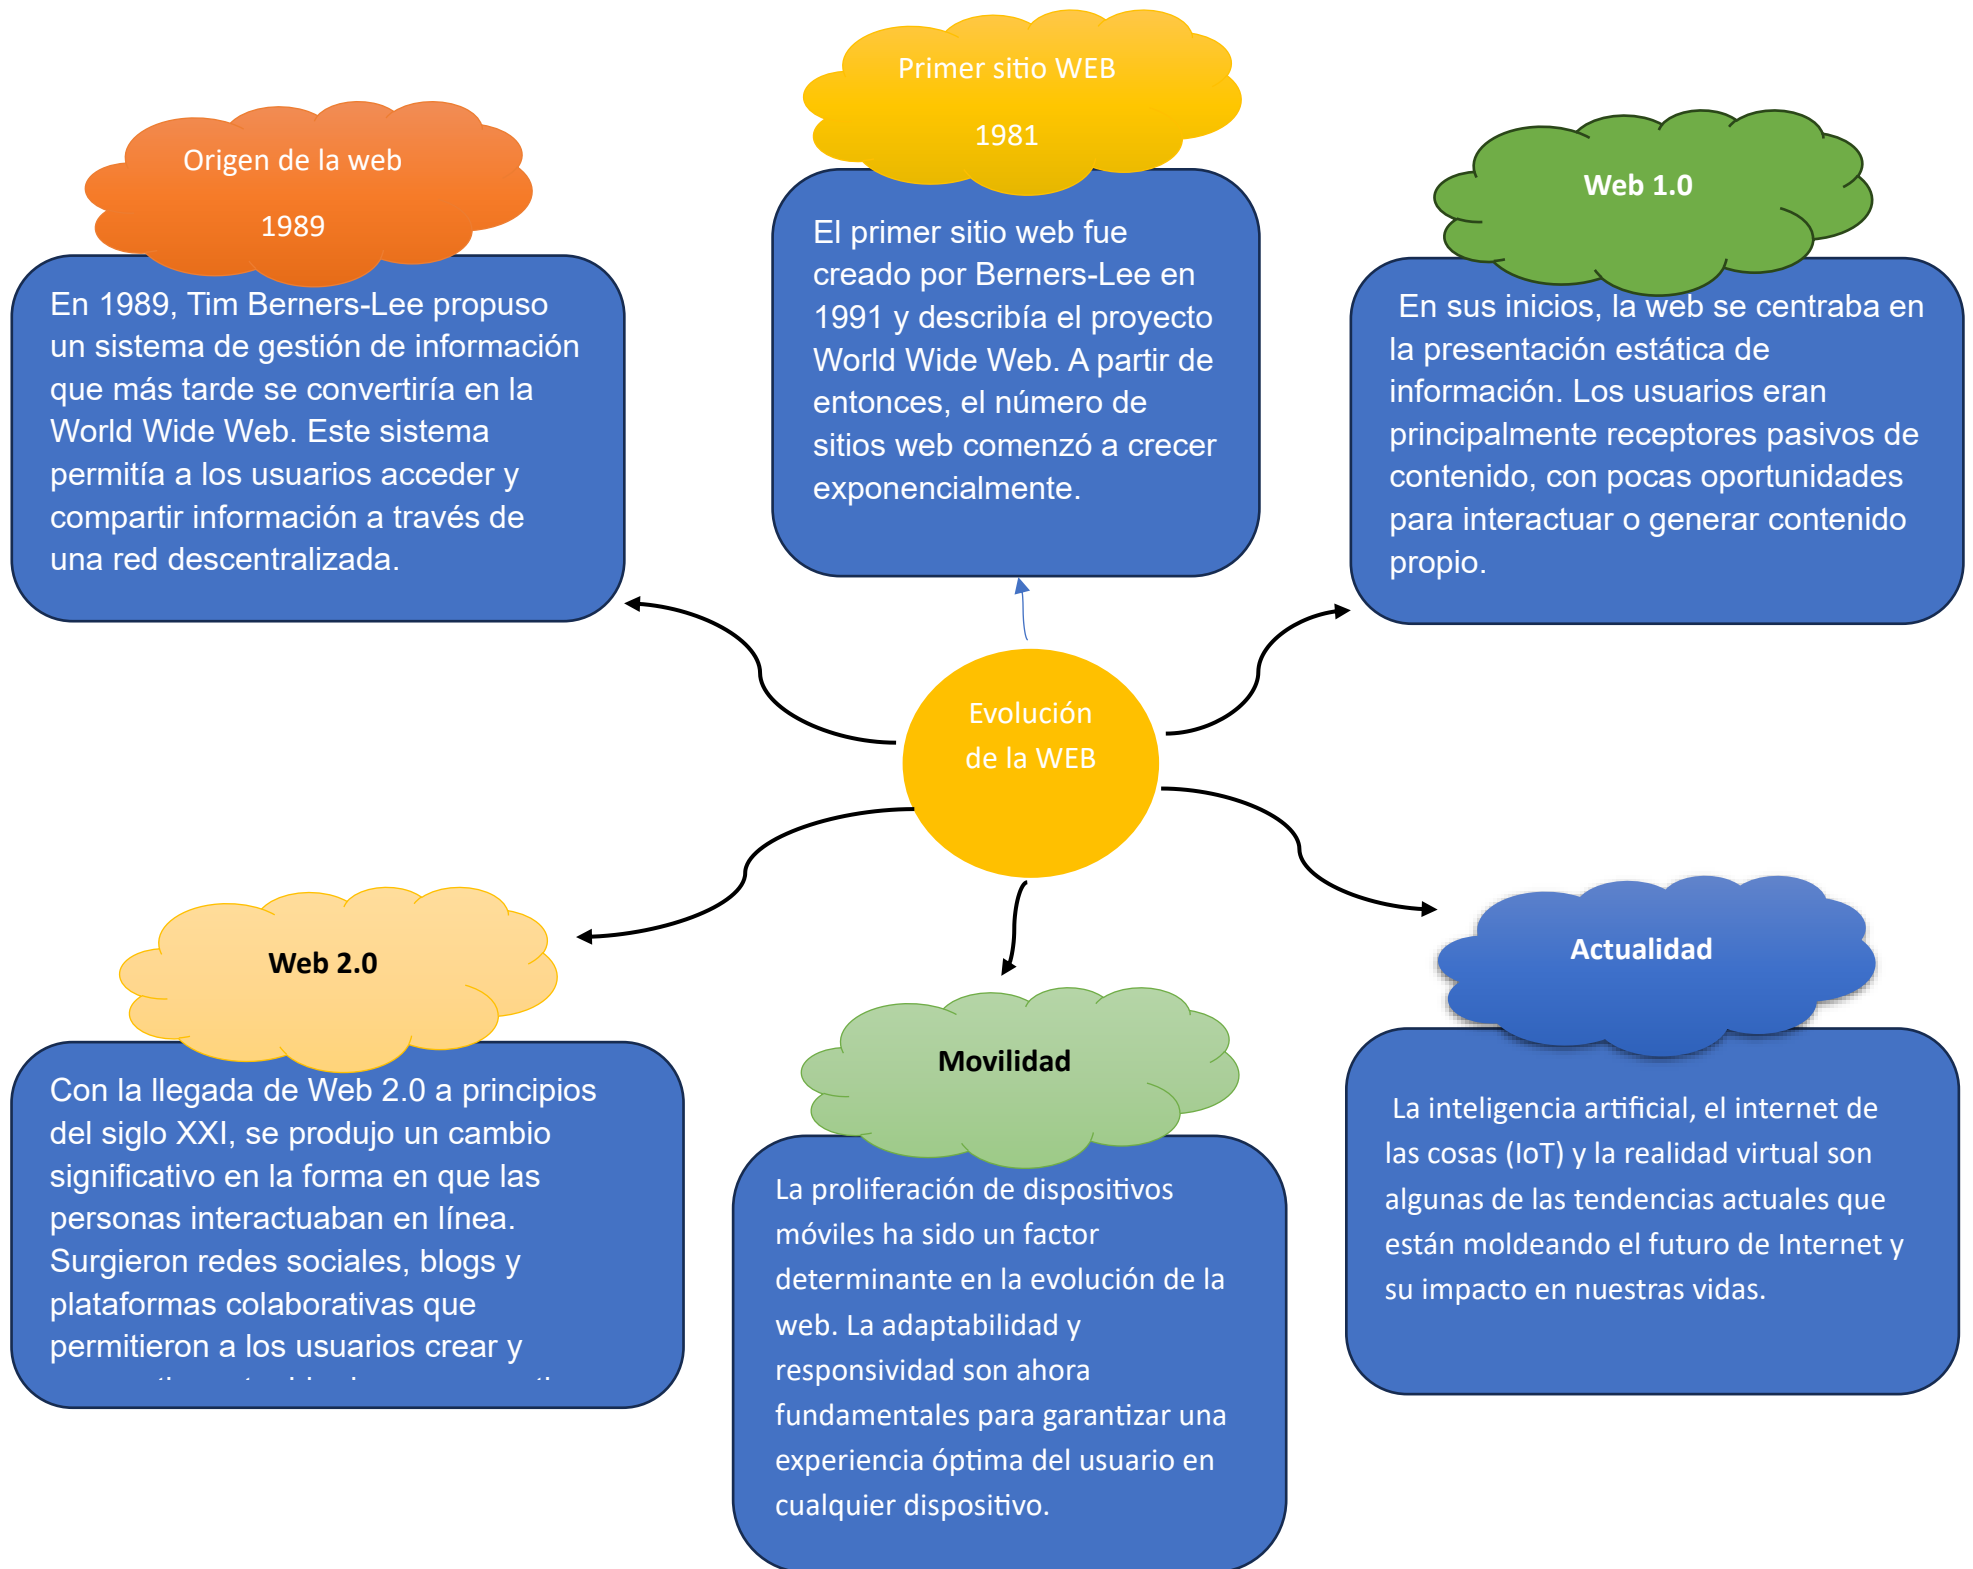 Primer sitio WEB
1981
El primer sitio web fue
creado por Berners-Lee en
1991 y describía el proyecto
World Wide Web. A partir de
entonces, el número de
sitios web comenzó a crecer
exponencialmente.
Origen de la web
1989
En 1989, Tim Berners-Lee propuso
un sistema de gestión de información
que más tarde se convertiría en la
World Wide Web. Este sistema
permitía a los usuarios acceder y
compartir información a través de
una red descentralizada.
Web 1.0
En sus inicios, la web se centraba en
la presentación estática de
información. Los usuarios eran
principalmente receptores pasivos de
contenido, con pocas oportunidades
para interactuar o generar contenido
propio.
Evolución
de la WEB
Web 2.0
Con la llegada de Web 2.0 a principios
del siglo XXI, se produjo un cambio
significativo en la forma en que las
personas interactuaban en línea.
Surgieron redes sociales, blogs y
plataformas colaborativas que
permitieron a los usuarios crear y
Movilidad
La proliferación de dispositivos
móviles ha sido un factor
determinante en la evolución de la
web. La adaptabilidad y
responsividad son ahora
fundamentales para garantizar una
experiencia óptima del usuario en
cualquier dispositivo.
Actualidad
La inteligencia artificial, el internet de
las cosas (IoT) y la realidad virtual son
algunas de las tendencias actuales que
están moldeando el futuro de Internet y
su impacto en nuestras vidas.